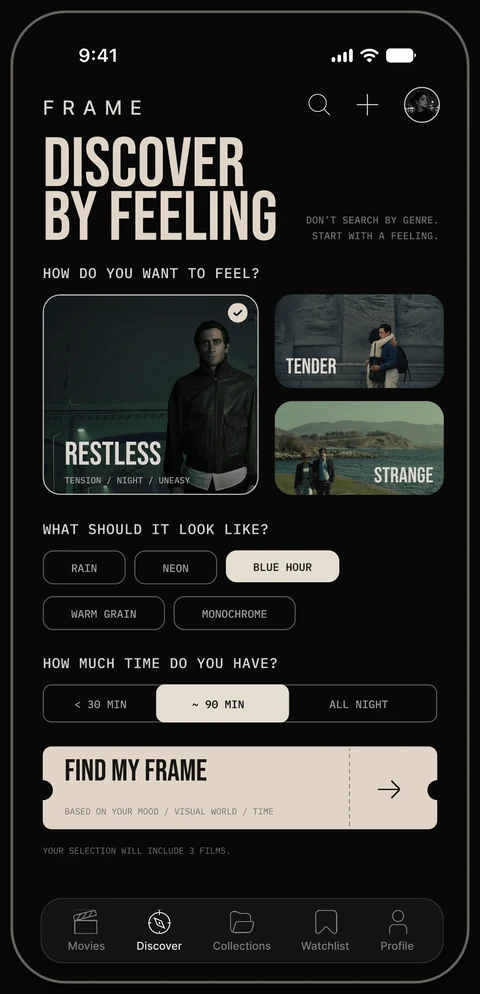 9:41
FRAME
DISCOVER
BY FEELING
DON'T SEARCH BY GENRE.
START WITH A FEELING.
HOW DO YOU WANT TO FEEL?
RESTLESS
TENSION / NIGHT / UNEASY
TENDER
STRANGE
WHAT SHOULD IT LOOK LIKE?
RAIN
NEON
BLUE HOUR
WARM GRAIN
MONOCHROME
HOW MUCH TIME DO YOU HAVE?
< 30 MIN
~ 90 MIN
ALL NIGHT
FIND MY FRAME
BASED ON YOUR MOOD / VISUAL WORLD / TIME
YOUR SELECTION WILL INCLUDE 3 FILMS.
Movies
Discover
Collections
Watchlist
Profile